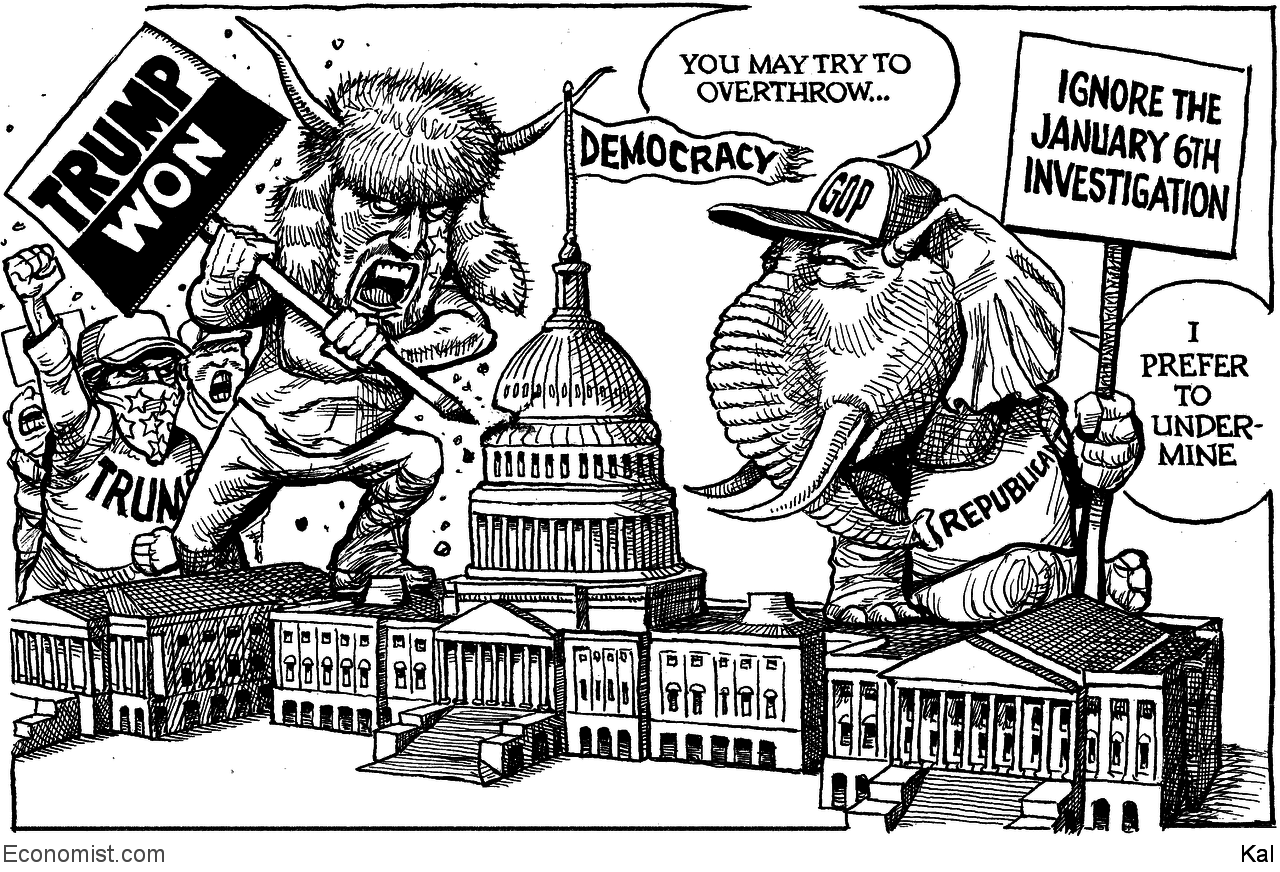 TRUMP
WON
YOU MAY TRY TO
OVERTHROW...
DEMOCRACY
GOP
IGNORE THE
JANUARY 6TH
INVESTIGATION
I
PREFER
TO
UNDER-
MINE
TRUM
REPUBLICA
Economist.com
Kal